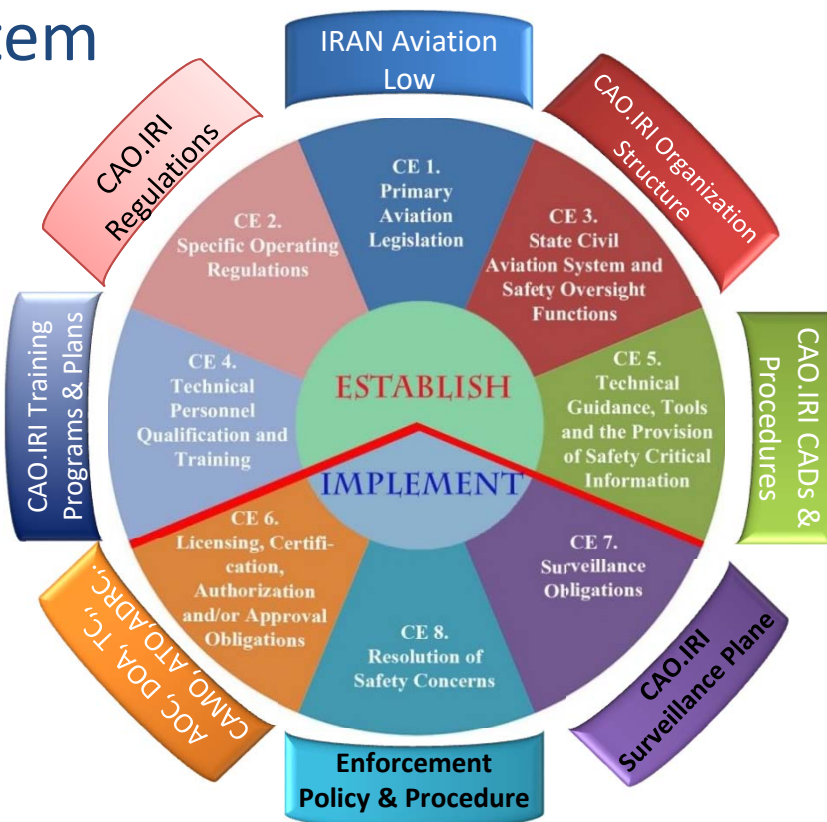 tem
IRAN Aviation
Low
CAO.IRI
Regulations
CAO.IRI Organization
Structure
CE 1.
Primary
Aviation
Legislation
CE 2.
Specific Operating
Regulations
CE 3.
State Civil
Aviation System and
Safety Oversight
Functions
CAO.IRI Training
Programs & Plans
CE 4.
Technical
Personnel
Qualification and
Training
ESTABLISH
CE 5.
Technical
Guidance, Tools
and the Provision
of Safety Critical
Information
CAO.IRI CADs &
Procedures
IMPLEMENT
CE 6.
Licensing, Certifi-
cation,
Authorization
and/or Approval
Obligations
CE 7.
Surveillance
Obligations
CE 8.
Resolution of
Safety Concerns
AOC, DOA, TC,,
CAMO, ATO,ADRC,..
CAO.IRI
Surveillance Plane
Enforcement
Policy & Procedure